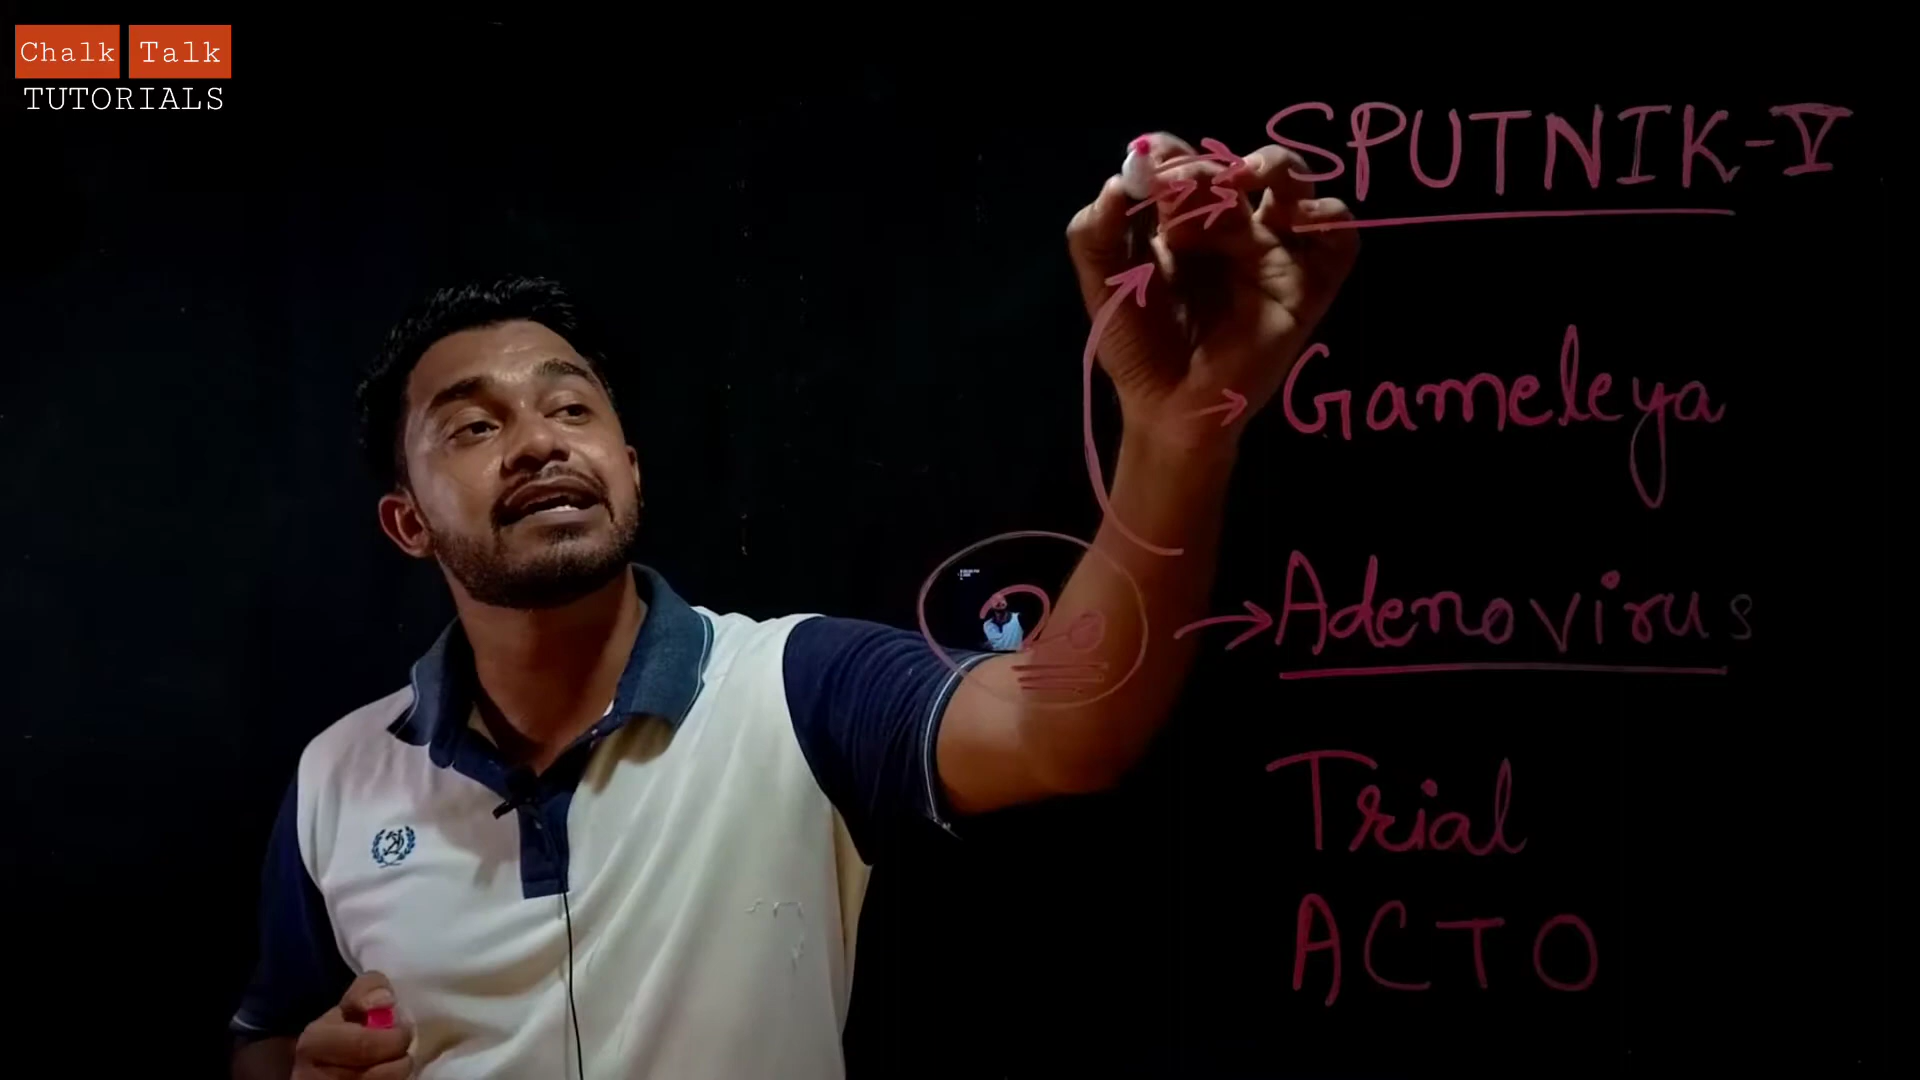 Chalk Talk
TUTORIALS
SPUTNIK-V
Gameleya
Adenovirus
Trial
ACTO